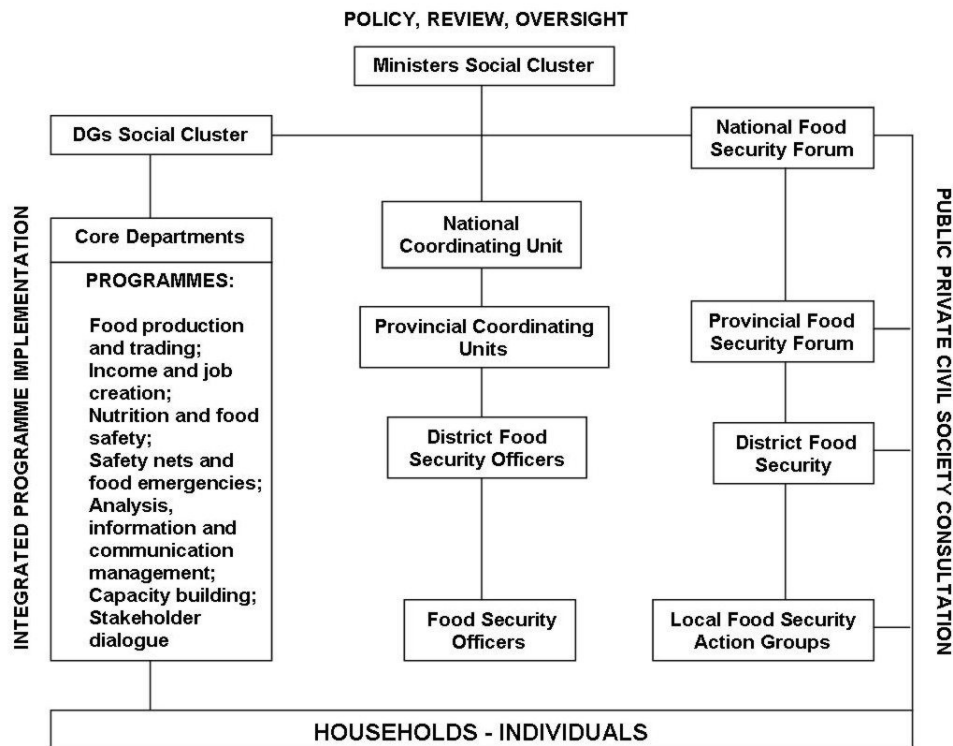 POLICY, REVIEW, OVERSIGHT
Ministers Social Cluster
DGs Social Cluster
National Food
Security Forum
INTEGRATED PROGRAMME IMPLEMENTATION
Core Departments
PROGRAMMES:
Food production
and trading;
Income and job
creation;
Nutrition and food
safety;
Safety nets and
food emergencies;
Analysis,
information and
communication
management;
Capacity building;
Stakeholder
dialogue
National
Coordinating Unit
Provincial Coordinating
Units
District Food
Security Officers
Food Security
Officers
Provincial Food
Security Forum
District Food
Security
Local Food Security
Action Groups
PUBLIC PRIVATE CIVIL SOCIETY CONSULTATION
HOUSEHOLDS - INDIVIDUALS